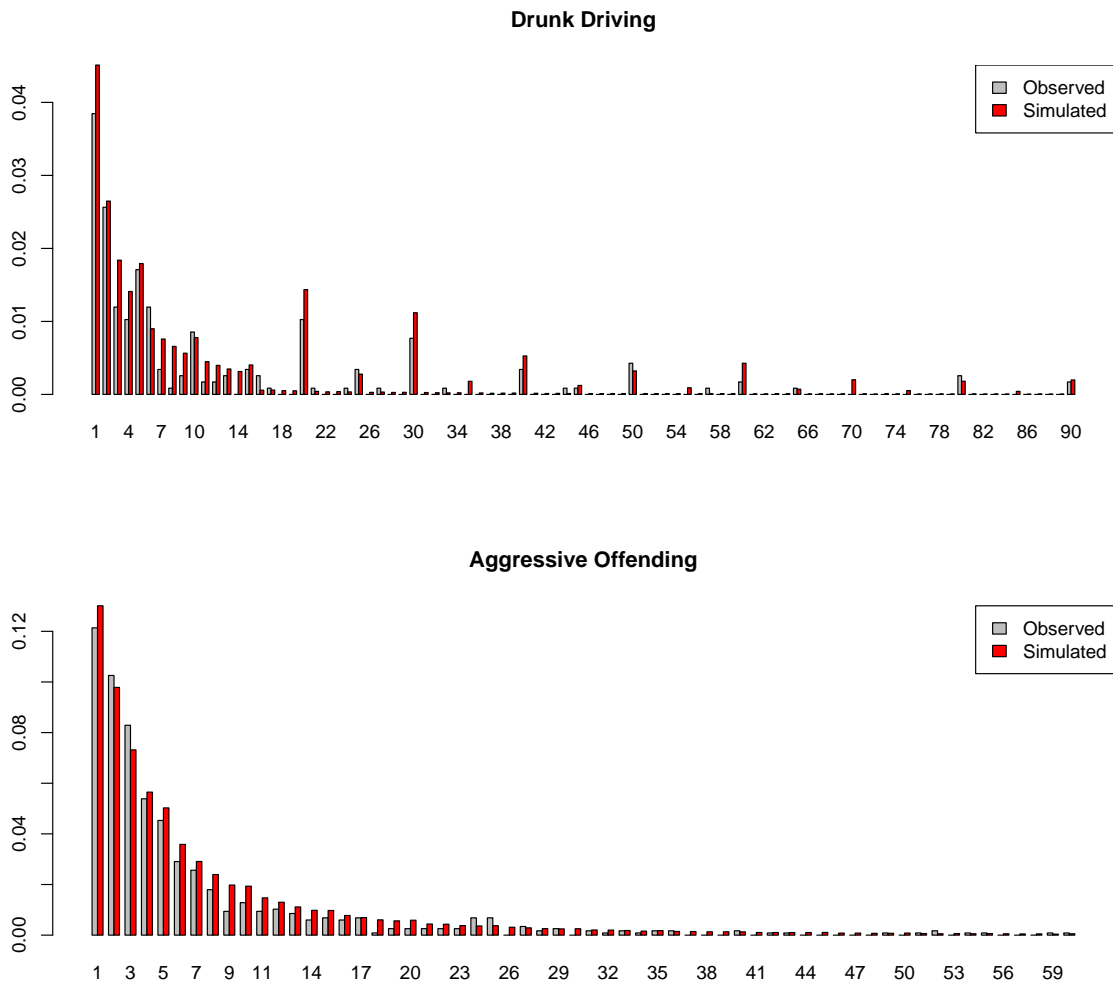 Drunk Driving
Observed
Simulated
0.00 0.01 0.02 0.03 0.04
1 4 7 10 14 18 22 26 30 34 38 42 46 50 54 58 62 66 70 74 78 82 86 90
Aggressive Offending
Observed
Simulated
0.00 0.04 0.08 0.12
1 3 5 7 9 11 14 17 20 23 26 29 32 35 38 41 44 47 50 53 56 59